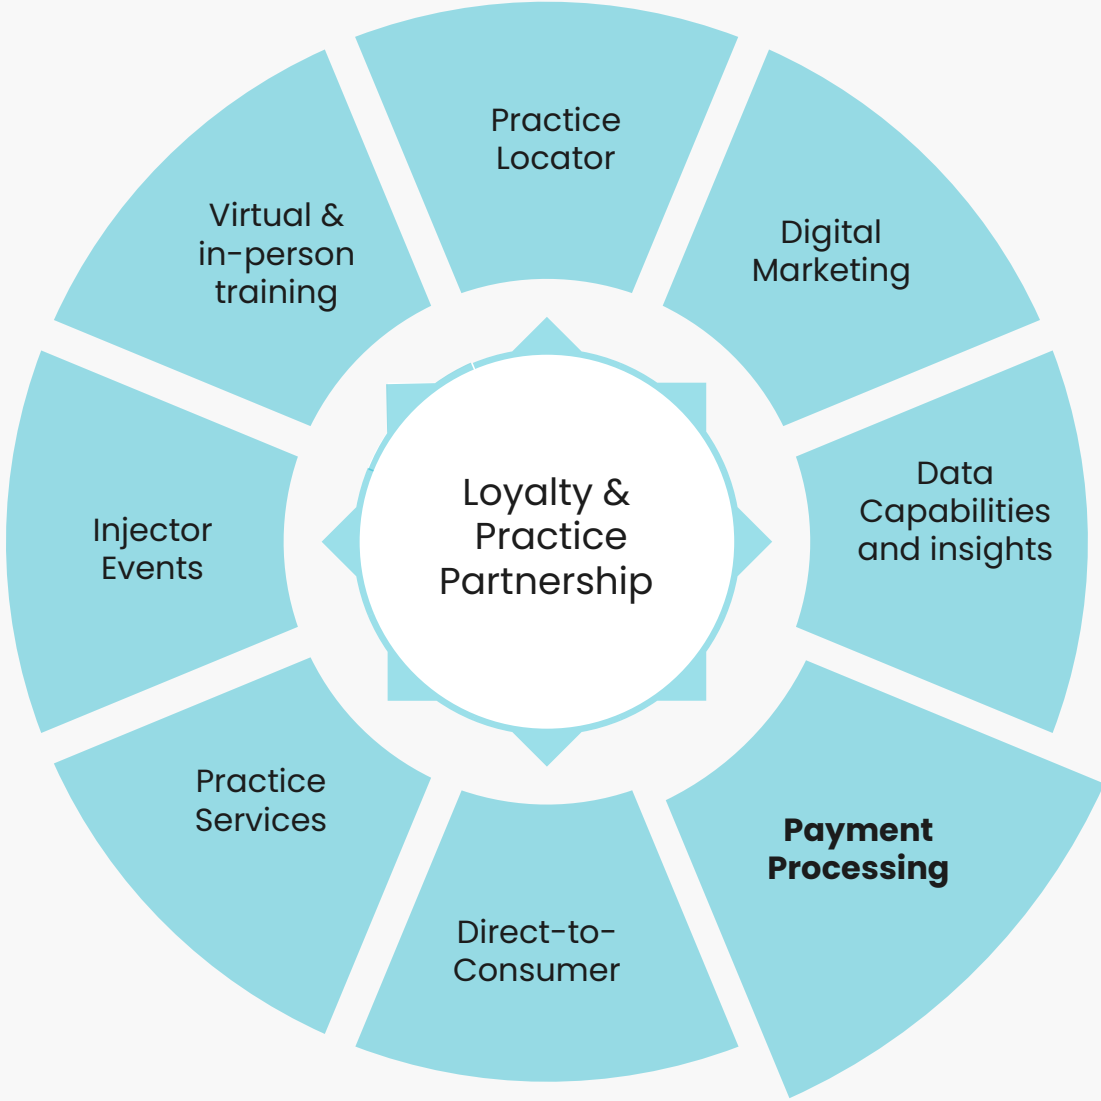 Practice
Locator
Digital
Marketing
Data
Capabilities
and insights
Payment
Processing
Direct-to-
Consumer
Practice
Services
Injector
Events
Virtual &
in-person
training
Loyalty &
Practice
Partnership